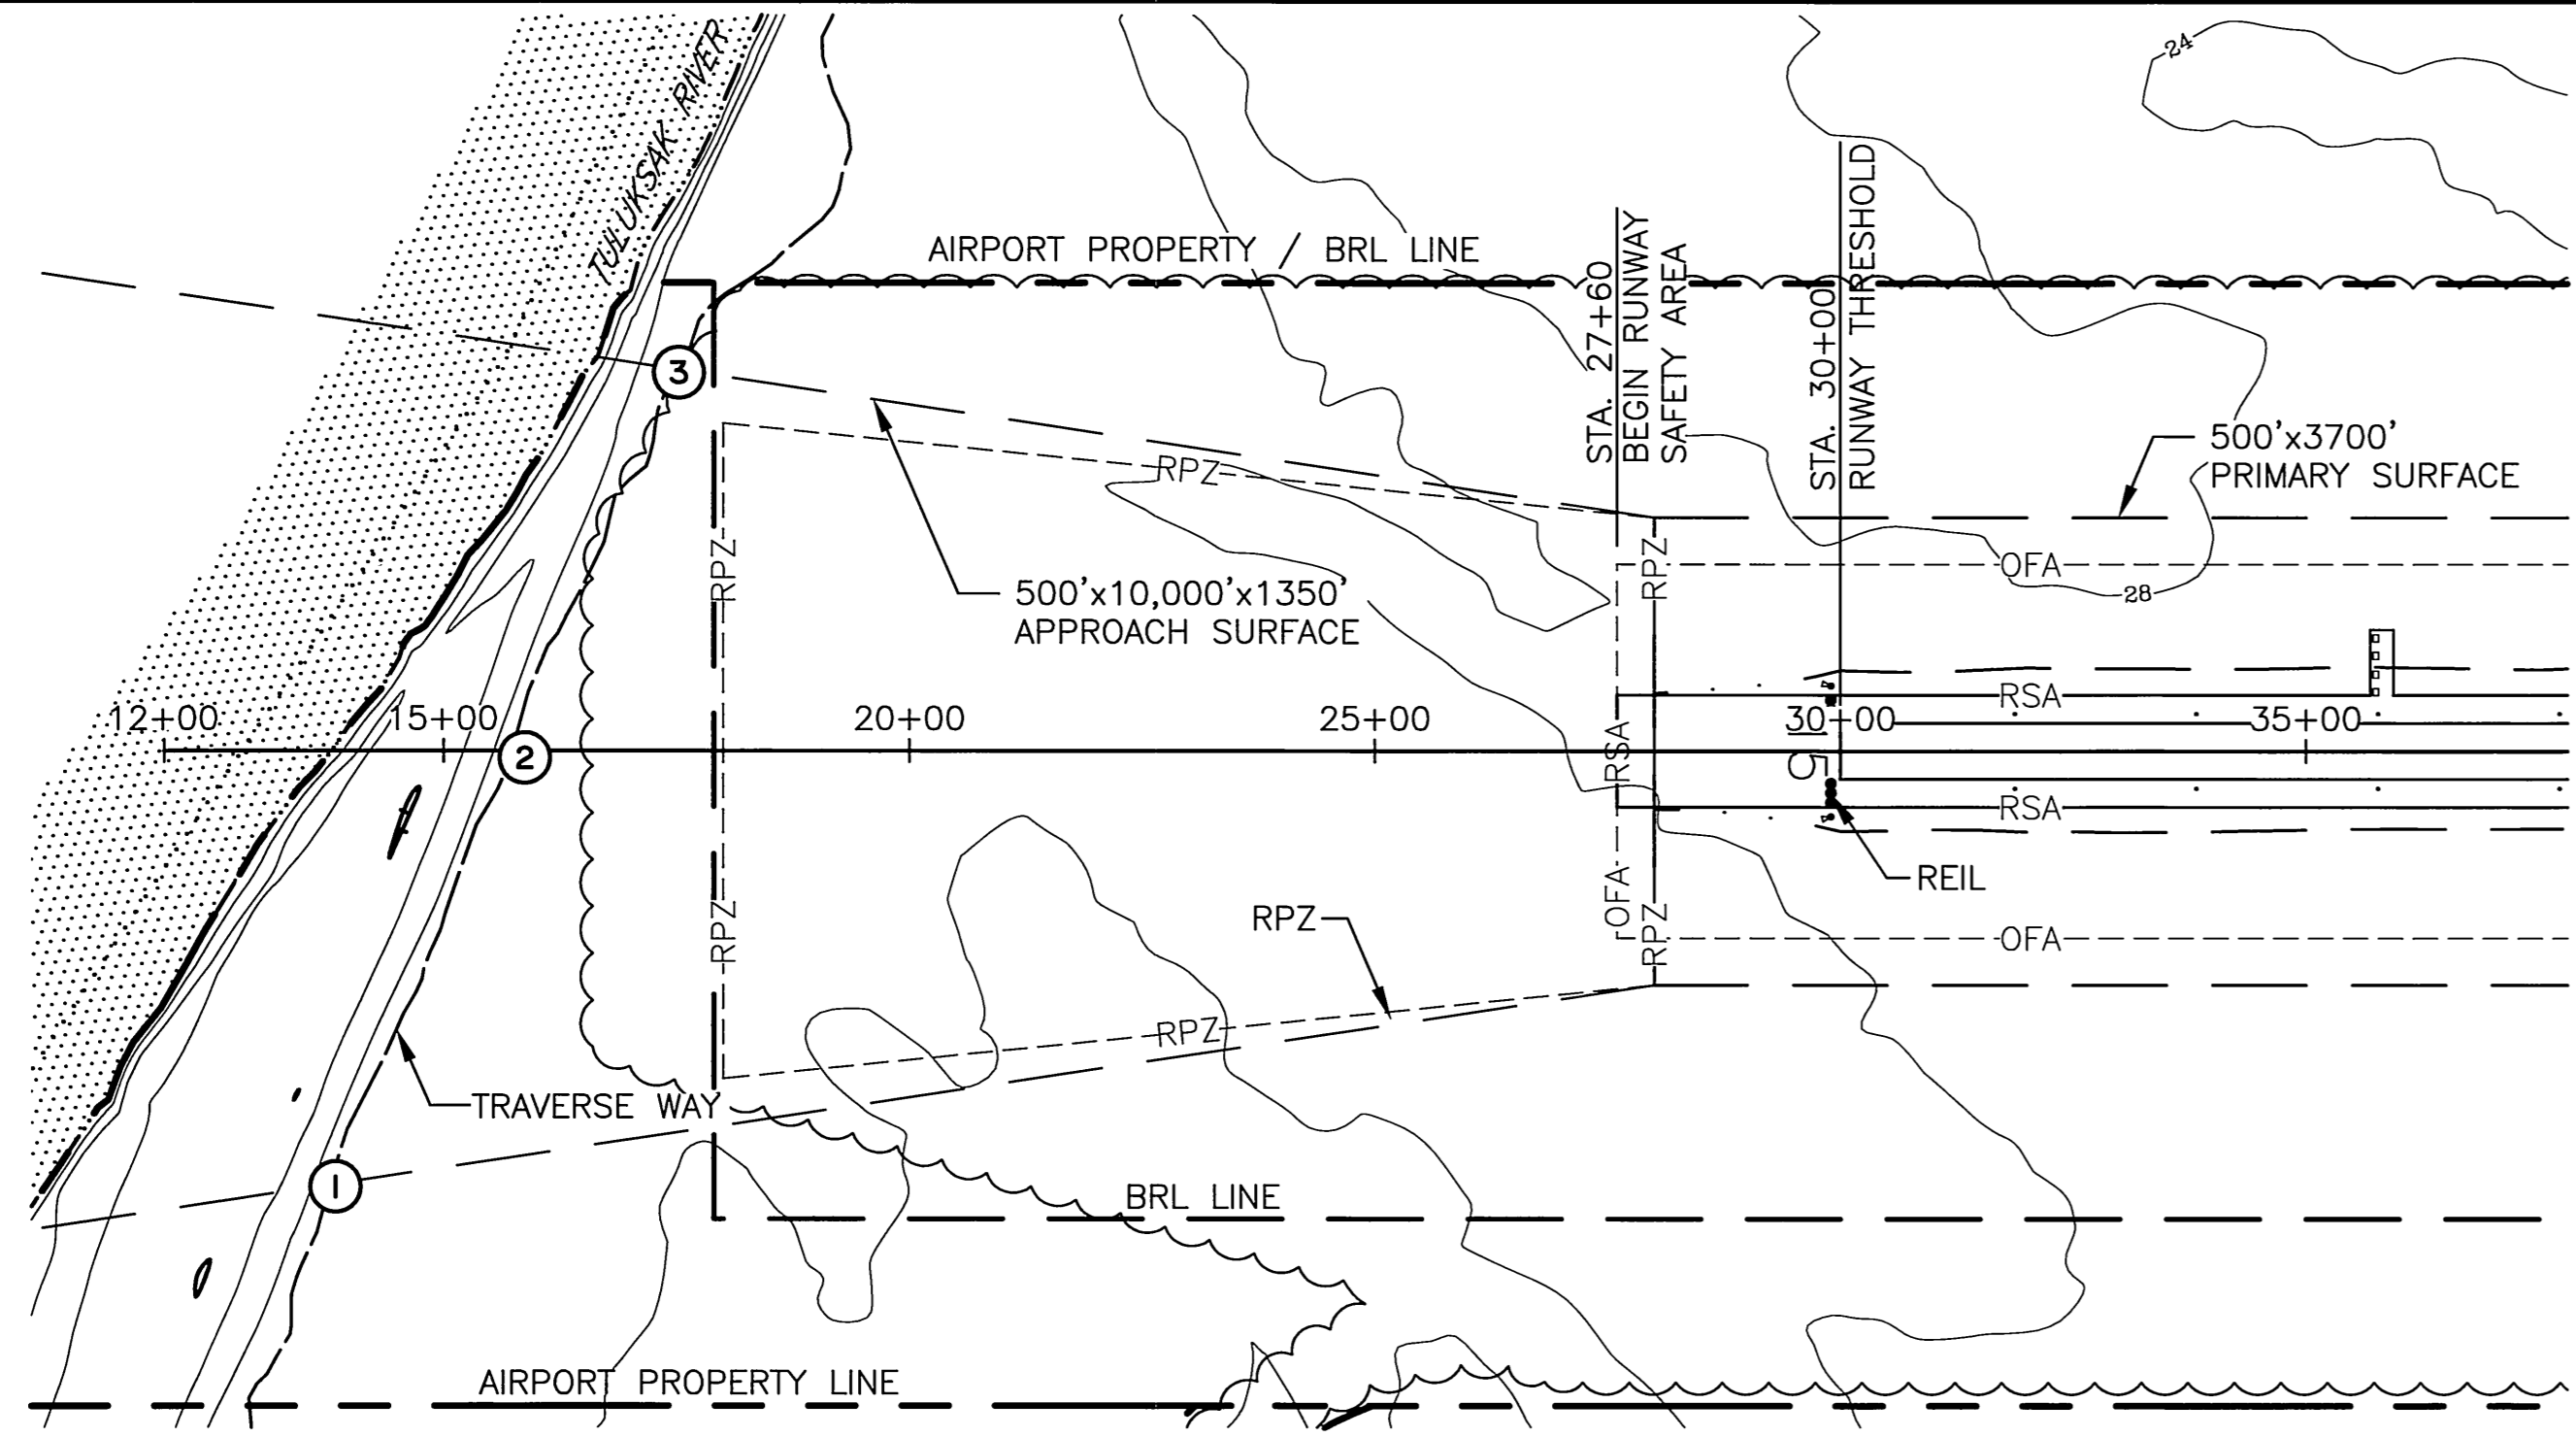 TULUKSAK RIVER
24
AIRPORT PROPERTY / BRL LINE
STA. 27+60
BEGIN RUNWAY
SAFETY AREA
STA. 30+00
RUNWAY THRESHOLD
3
500'x3700'
PRIMARY SURFACE
RPZ
RPZ
RPZ
OFA
28
500'x10,000'x1350'
APPROACH SURFACE
12+00
15+00
20+00
25+00
30+00
35+00
RSA
RSA
2
15
RSA
REIL
OFA
RPZ
RPZ
RPZ
OFA
RPZ
TRAVERSE WAY
1
BRL LINE
AIRPORT PROPERTY LINE